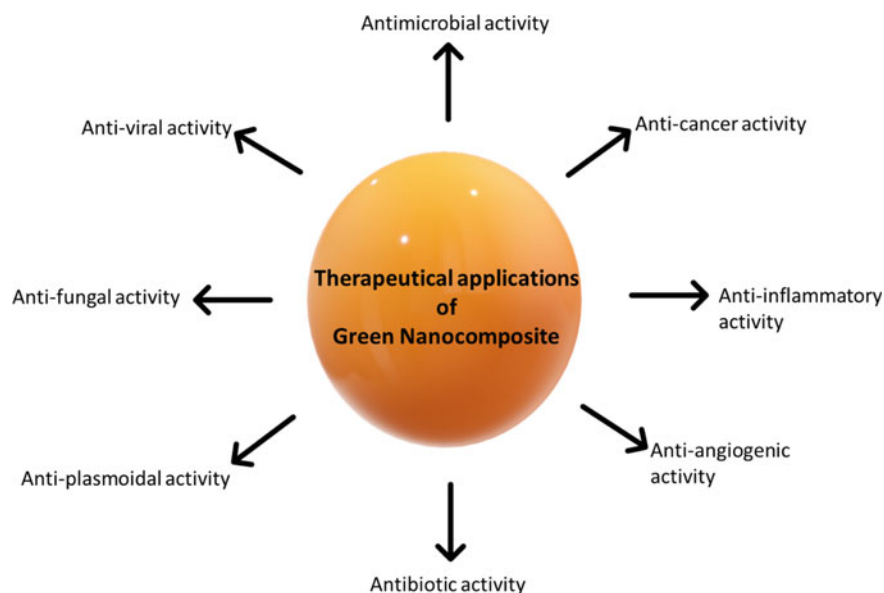 Antimicrobial activity
Anti-viral activity
Anti-cancer activity
Anti-fungal activity
Therapeutical applications
of
Green Nanocomposite
Anti-inflammatory
activity
Anti-plasmoidal activity
Anti-angiogenic
activity
Antibiotic activity